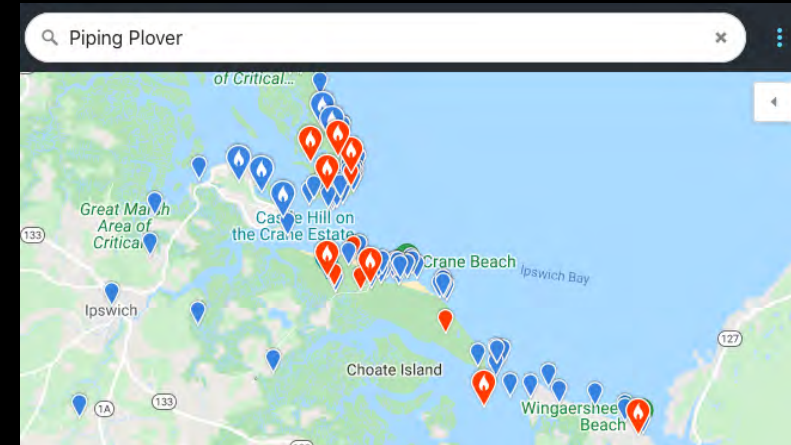 Piping Plover
of Critical...
Great Marsh
Area of
Critical
133
Castle Hill on
the Crane Estate
Crane Beach
Ipswich Bay
Ipswich
127
Choate Island
133
1A
Wingaersheek
Beach